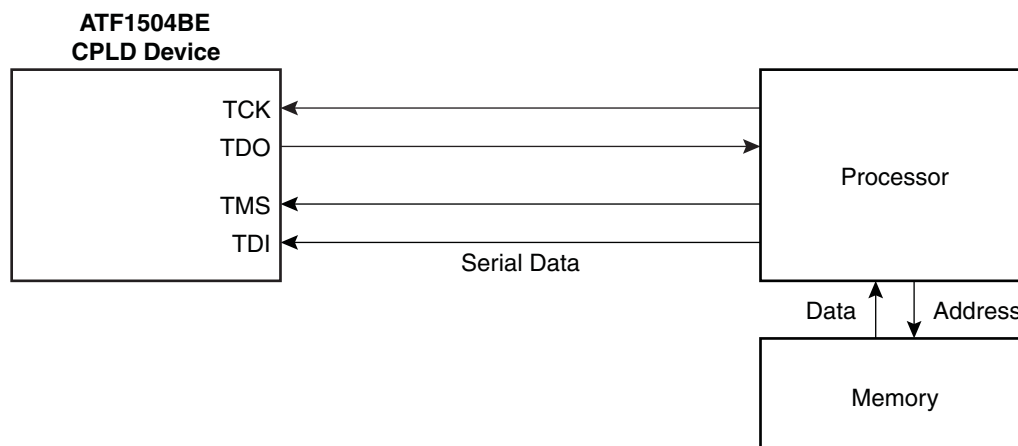 ATF1504BE
CPLD Device
TCK
TDO
TMS
TDI
Serial Data
Processor
Data
Address
Memory